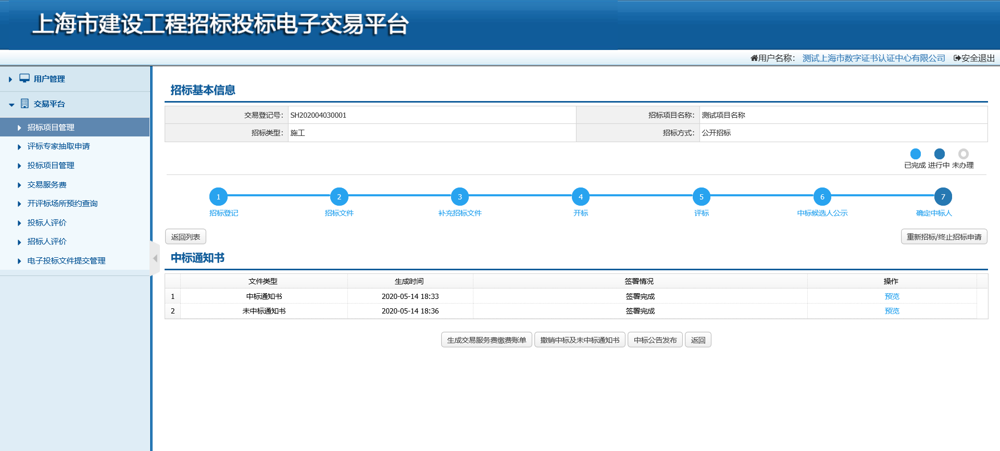 上海市建设工程招标投标电子交易平台
用户名称： 测试上海市数字证书认证中心有限公司 安全退出
用户管理
交易平台
招标项目管理
评标专家抽取申请
投标项目管理
交易服务费
开评标场所预约查询
投标人评价
招标人评价
电子投标文件提交管理
招标基本信息
交易登记号： SH202004030001 招标项目名称： 测试项目名称
招标类型： 施工 招标方式： 公开招标
已完成 进行中 未办理
1 2 3 4 5 6 7
招标登记 招标文件 补充招标文件 开标 评标 中标候选人公示 确定中标人
返回列表 重新招标/终止招标申请
中标通知书
文件类型 生成时间 签署情况 操作
1 中标通知书 2020-05-14 18:33 签署完成 预览
2 未中标通知书 2020-05-14 18:36 签署完成 预览
生成交易服务费缴费账单 撤销中标及未中标通知书 中标公告发布 返回